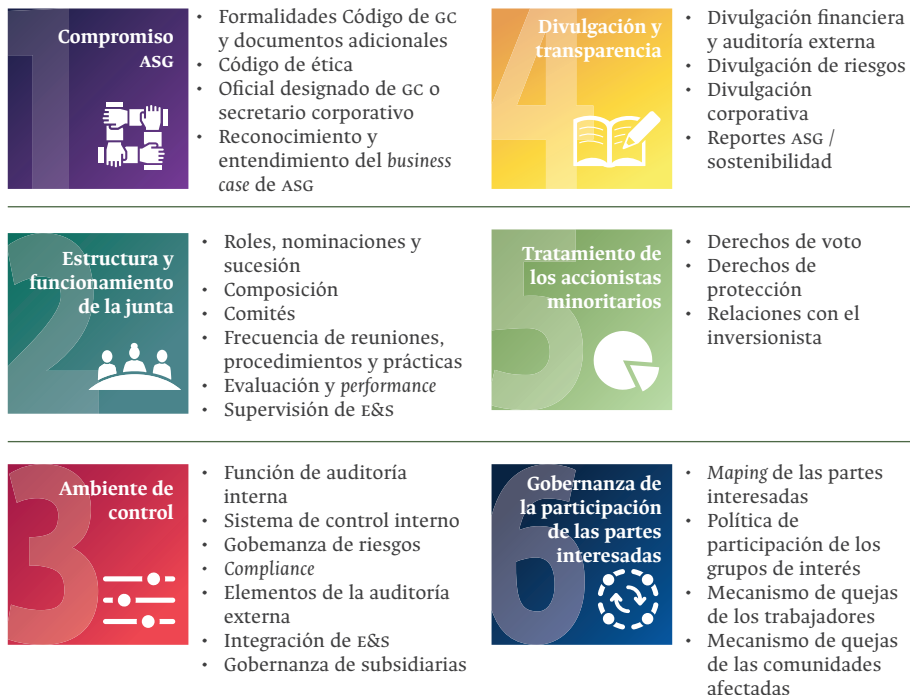 1
Compromiso
ASG
• Formalidades Código de GC
y documentos adicionales
• Código de ética
• Oficial designado de GC o
secretario corporativo
• Reconocimiento y
entendimiento del business
case de ASG
2
Estructura y
funcionamiento
de la junta
• Roles, nominaciones y
sucesión
• Composición
• Comités
• Frecuencia de reuniones,
procedimientos y prácticas
• Evaluación y performance
• Supervisión de E&S
3
Ambiente de
control
• Función de auditoría
interna
• Sistema de control interno
• Gobemanza de riesgos
• Compliance
• Elementos de la auditoría
externa
• Integración de E&S
• Gobernanza de subsidiarias
4
Divulgación y
transparencia
• Divulgación financiera
y auditoría externa
• Divulgación de riesgos
• Divulgación
corporativa
• Reportes ASG /
sostenibilidad
5
Tratamiento de
los accionistas
minoritarios
• Derechos de voto
• Derechos de
protección
• Relaciones con el
inversionista
6
Gobernanza de
la participación
de las partes
interesadas
• Maping de las partes
interesadas
• Política de
participación de los
grupos de interés
• Mecanismo de quejas
de los trabajadores
• Mecanismo de quejas
de las comunidades
afectadas